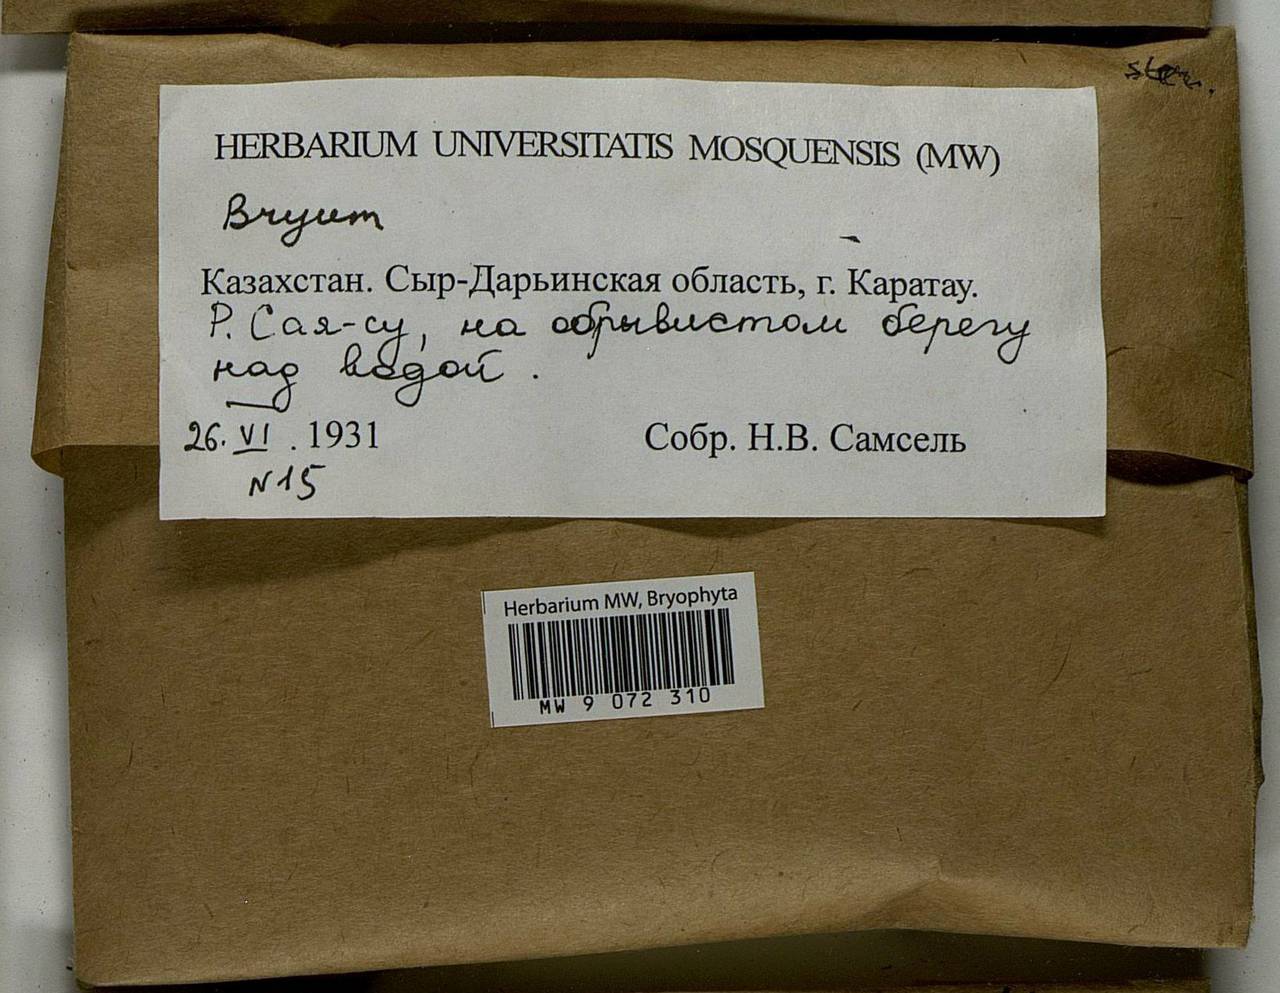 HERBARIUM UNIVERSITATIS MOSQUENSIS (MW)
Bryum
Казахстан. Сыр-Дарьинская область, г. Каратау.
Р. Сая-су, на обрывистом берегу
над водой.
26. VI . 1931 Собр. Н.В. Самсель
N 15
Herbarium MW, Bryophyta
MW 9 072 310